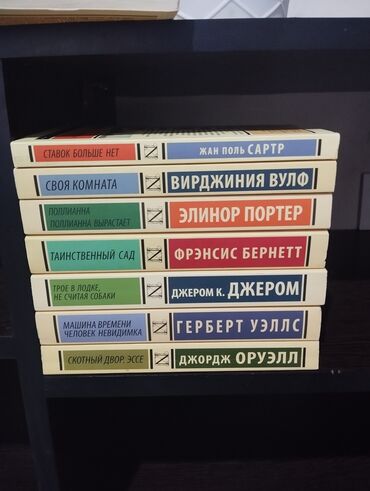 СТАВОК БОЛЬШЕ НЕТ
ЖАН ПОЛЬ САРТР
СВОЯ КОМНАТА
ВИРДЖИНИЯ ВУЛФ
ПОЛЛИАННА
ПОЛЛИАННА ВЫРАСТАЕТ
ЭЛИНОР ПОРТЕР
ТАИНСТВЕННЫЙ САД
ФРЭНСИС БЕРНЕТТ
ТРОЕ В ЛОДКЕ,
НЕ СЧИТАЯ СОБАКИ
ДЖЕРОМ К. ДЖЕРОМ
МАШИНА ВРЕМЕНИ
ЧЕЛОВЕК НЕВИДИМКА
ГЕРБЕРТ УЭЛЛС
СКОТНЫЙ ДВОР. ЭССЕ
ДЖОРДЖ ОРУЭЛЛ